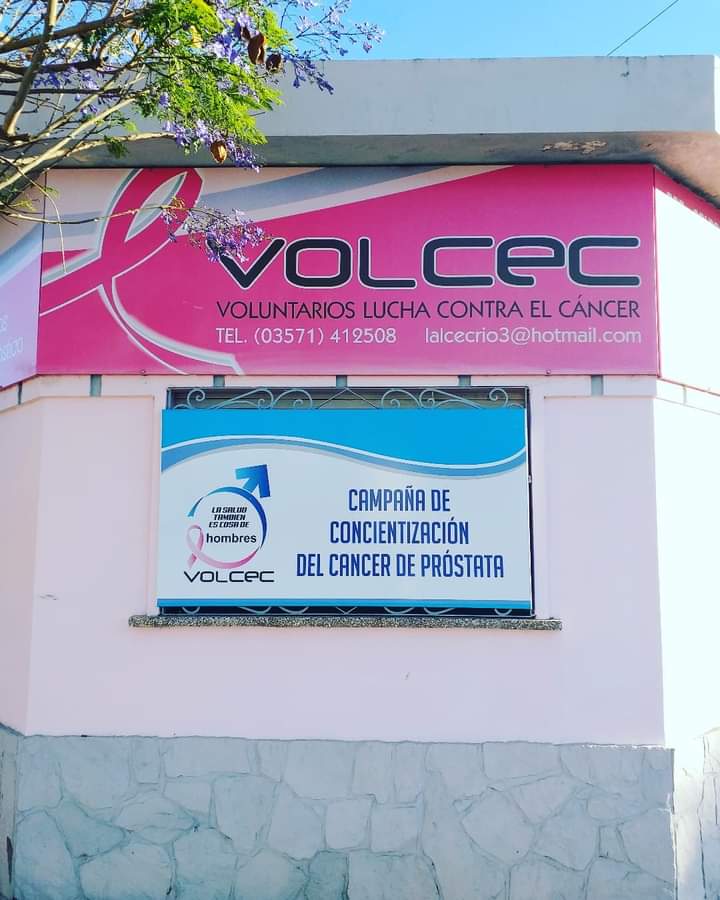 VOLCEC
VOLUNTARIOS LUCHA CONTRA EL CÁNCER
TEL. (03571) 412508 lalcecrio3@hotmail.com
LA SALUD
TAMBIEN
ES COSA DE
hombres
VOLCEC
CAMPAÑA DE
CONCIENTIZACIÓN
DEL CANCER DE PRÓSTATA